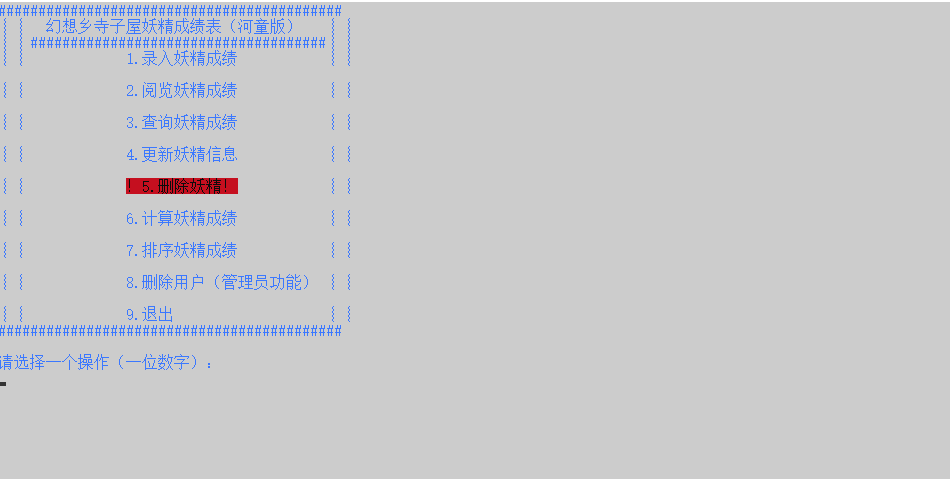 ###########################################
幻想乡寺子屋妖精成绩表（河童版）
#####################################
1.录入妖精成绩
2.阅览妖精成绩
3.查询妖精成绩
4.更新妖精信息
! 5.删除妖精!
6.计算妖精成绩
7.排序妖精成绩
8.删除用户（管理员功能）
9.退出
###########################################
请选择一个操作（一位数字）：